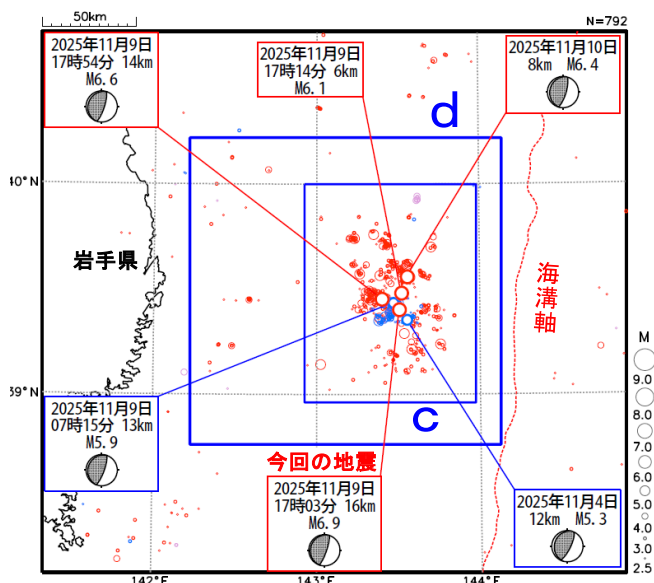 50km
N=792
2025年11月9日
17時54分 14km
M6.6
2025年11月9日
17時14分 6km
M6.1
2025年11月10日
8km M6.4
d
40°N
岩手県
海溝軸
39°N
c
2025年11月9日
07時15分 13km
M5.9
今回の地震
2025年11月9日
17時03分 16km
M6.9
2025年11月4日
12km M5.3
M
9.0
8.0
7.0
6.0
5.0
4.0
3.0
2.5
142°E
143°E
144°E